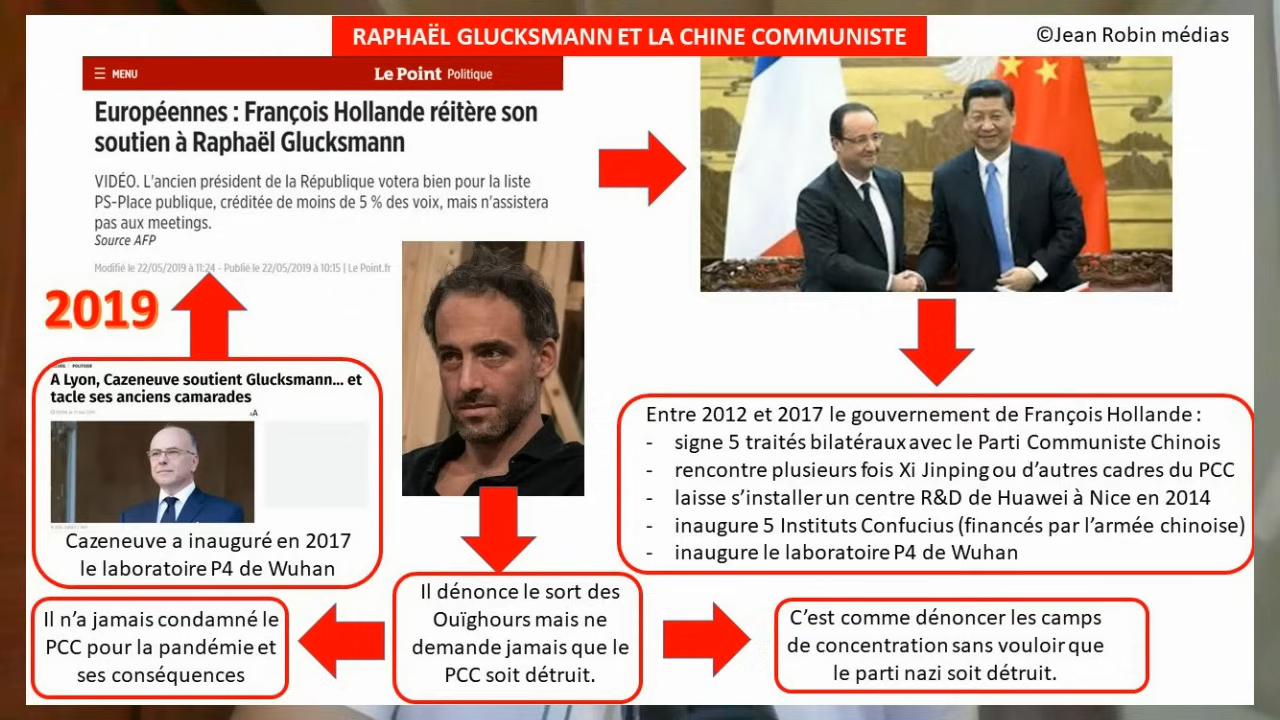 RAPHAËL GLUCKSMANN ET LA CHINE COMMUNISTE
©Jean Robin médias
MENU
Le Point Politique
Européennes : François Hollande réitère son
soutien à Raphaël Glucksmann
VIDÉO. L'ancien président de la République votera bien pour la liste
PS-Place publique, créditée de moins de 5 % des voix, mais n'assistera
pas aux meetings.
Source AFP
Modifié le 22/05/2019 à 11:24 - Publié le 22/05/2019 à 10:15 | Le Point.fr
2019
POLITIQUE
A Lyon, Cazeneuve soutient Glucksmann... et
tacle ses anciens camarades
AA
Cazeneuve a inauguré en 2017
le laboratoire P4 de Wuhan
Entre 2012 et 2017 le gouvernement de François Hollande :
- signe 5 traités bilatéraux avec le Parti Communiste Chinois
- rencontre plusieurs fois Xi Jinping ou d'autres cadres du PCC
- laisse s'installer un centre R&D de Huawei à Nice en 2014
- inaugure 5 Instituts Confucius (financés par l'armée chinoise)
- inaugure le laboratoire P4 de Wuhan
Il n'a jamais condamné le
PCC pour la pandémie et
ses conséquences
Il dénonce le sort des
Ouïghours mais ne
demande jamais que le
PCC soit détruit.
C'est comme dénoncer les camps
de concentration sans vouloir que
le parti nazi soit détruit.